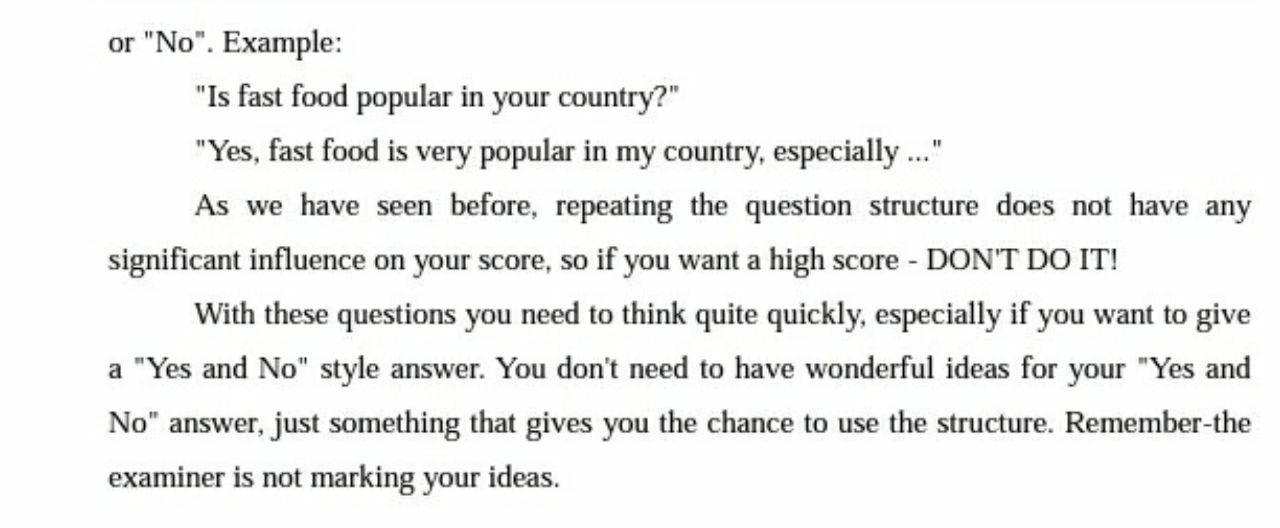 or "No". Example:
"Is fast food popular in your country?"
"Yes, fast food is very popular in my country, especially ..."
As we have seen before, repeating the question structure does not have any
significant influence on your score, so if you want a high score - DON'T DO IT!
With these questions you need to think quite quickly, especially if you want to give
a "Yes and No" style answer. You don't need to have wonderful ideas for your "Yes and
No" answer, just something that gives you the chance to use the structure. Remember-the
examiner is not marking your ideas.